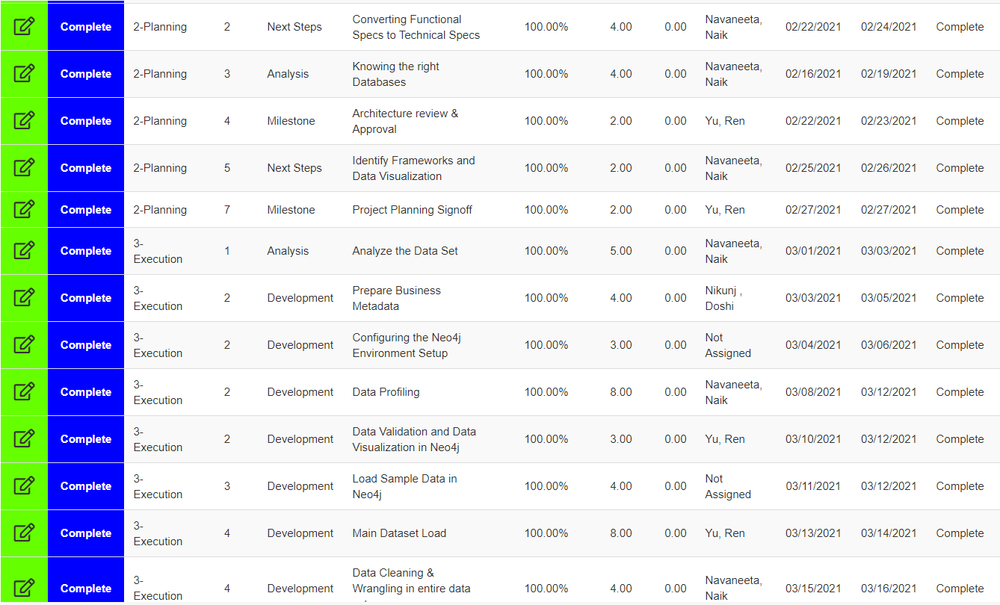 Complete 2-Planning 2 Next Steps Converting Functional Specs to Technical Specs 100.00% 4.00 0.00 Navaneeta, Naik 02/22/2021 02/24/2021 Complete
Complete 2-Planning 3 Analysis Knowing the right Databases 100.00% 4.00 0.00 Navaneeta, Naik 02/16/2021 02/19/2021 Complete
Complete 2-Planning 4 Milestone Architecture review & Approval 100.00% 2.00 0.00 Yu, Ren 02/22/2021 02/23/2021 Complete
Complete 2-Planning 5 Next Steps Identify Frameworks and Data Visualization 100.00% 2.00 0.00 Navaneeta, Naik 02/25/2021 02/26/2021 Complete
Complete 2-Planning 7 Milestone Project Planning Signoff 100.00% 2.00 0.00 Yu, Ren 02/27/2021 02/27/2021 Complete
Complete 3-Execution 1 Analysis Analyze the Data Set 100.00% 5.00 0.00 Navaneeta, Naik 03/01/2021 03/03/2021 Complete
Complete 3-Execution 2 Development Prepare Business Metadata 100.00% 4.00 0.00 Nikunj , Doshi 03/03/2021 03/05/2021 Complete
Complete 3-Execution 2 Development Configuring the Neo4j Environment Setup 100.00% 3.00 0.00 Not Assigned 03/04/2021 03/06/2021 Complete
Complete 3-Execution 2 Development Data Profiling 100.00% 8.00 0.00 Navaneeta, Naik 03/08/2021 03/12/2021 Complete
Complete 3-Execution 2 Development Data Validation and Data Visualization in Neo4j 100.00% 3.00 0.00 Yu, Ren 03/10/2021 03/12/2021 Complete
Complete 3-Execution 3 Development Load Sample Data in Neo4j 100.00% 4.00 0.00 Not Assigned 03/11/2021 03/12/2021 Complete
Complete 3-Execution 4 Development Main Dataset Load 100.00% 8.00 0.00 Yu, Ren 03/13/2021 03/14/2021 Complete
Complete 3-Execution 4 Development Data Cleaning & Wrangling in entire data 100.00% 4.00 0.00 Navaneeta, Naik 03/15/2021 03/16/2021 Complete